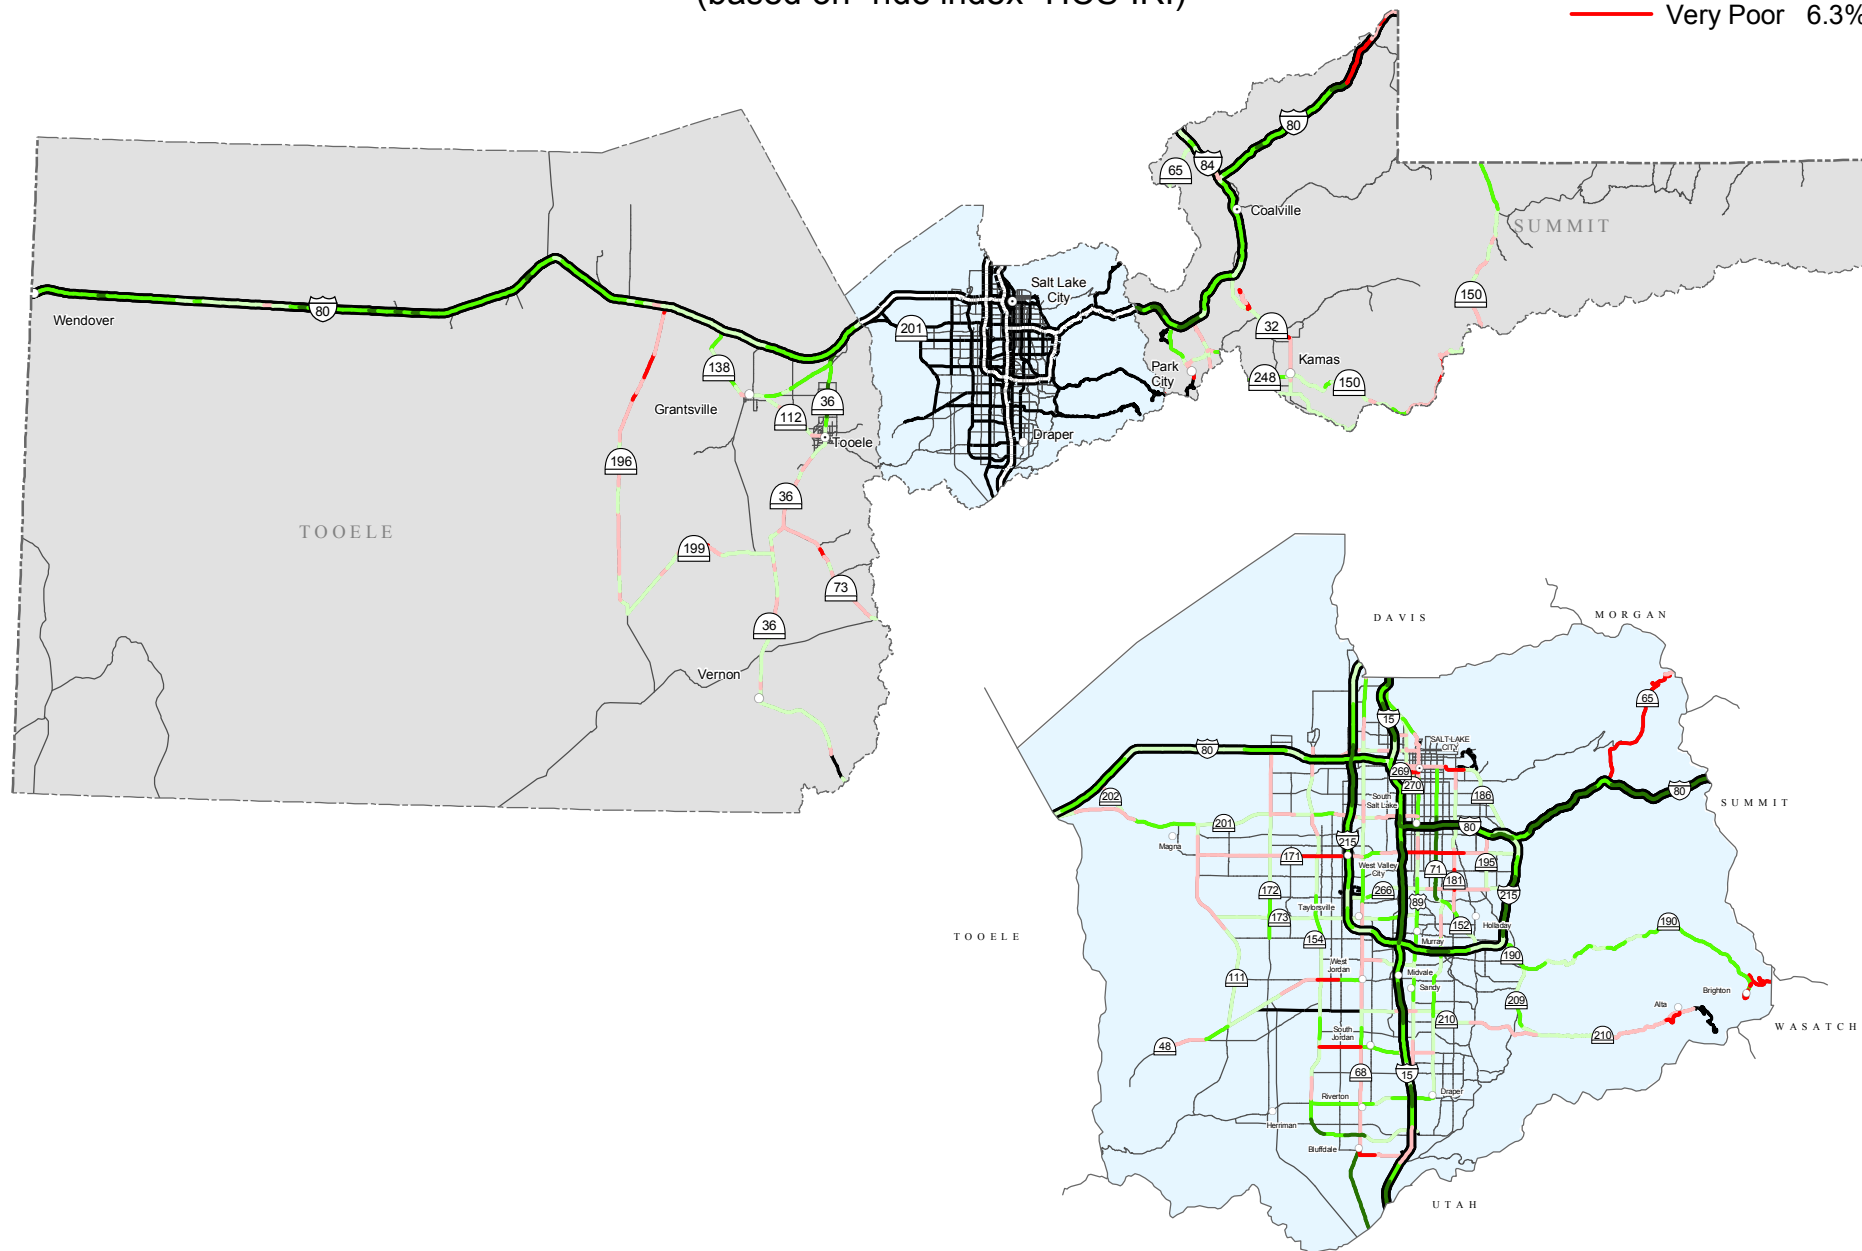 Very Poor 6.3%
80
84
65
Coalville
SUMMIT
Salt Lake
City
150
Wendover
80
201
32
138
Park
City
Kamas
248
150
Grantsville
112
36
Tooele
Draper
196
36
TOOELE
199
73
36
Vernon
DAVIS
MORGAN
65
15
80
SALT LAKE
CITY
269
270
80
202
South
Salt Lake
186
SUMMIT
201
80
Magna
215
171
West Valley
City
195
71
181
172
266
215
89
Taylorsville
173
152
Holladay
190
TOOELE
154
Murray
190
West
Jordan
Midvale
111
Sandy
Brighton
209
Alta
210
WASATCH
South
Jordan
210
48
68
15
Riverton
Draper
Herriman
Bluffdale
UTAH